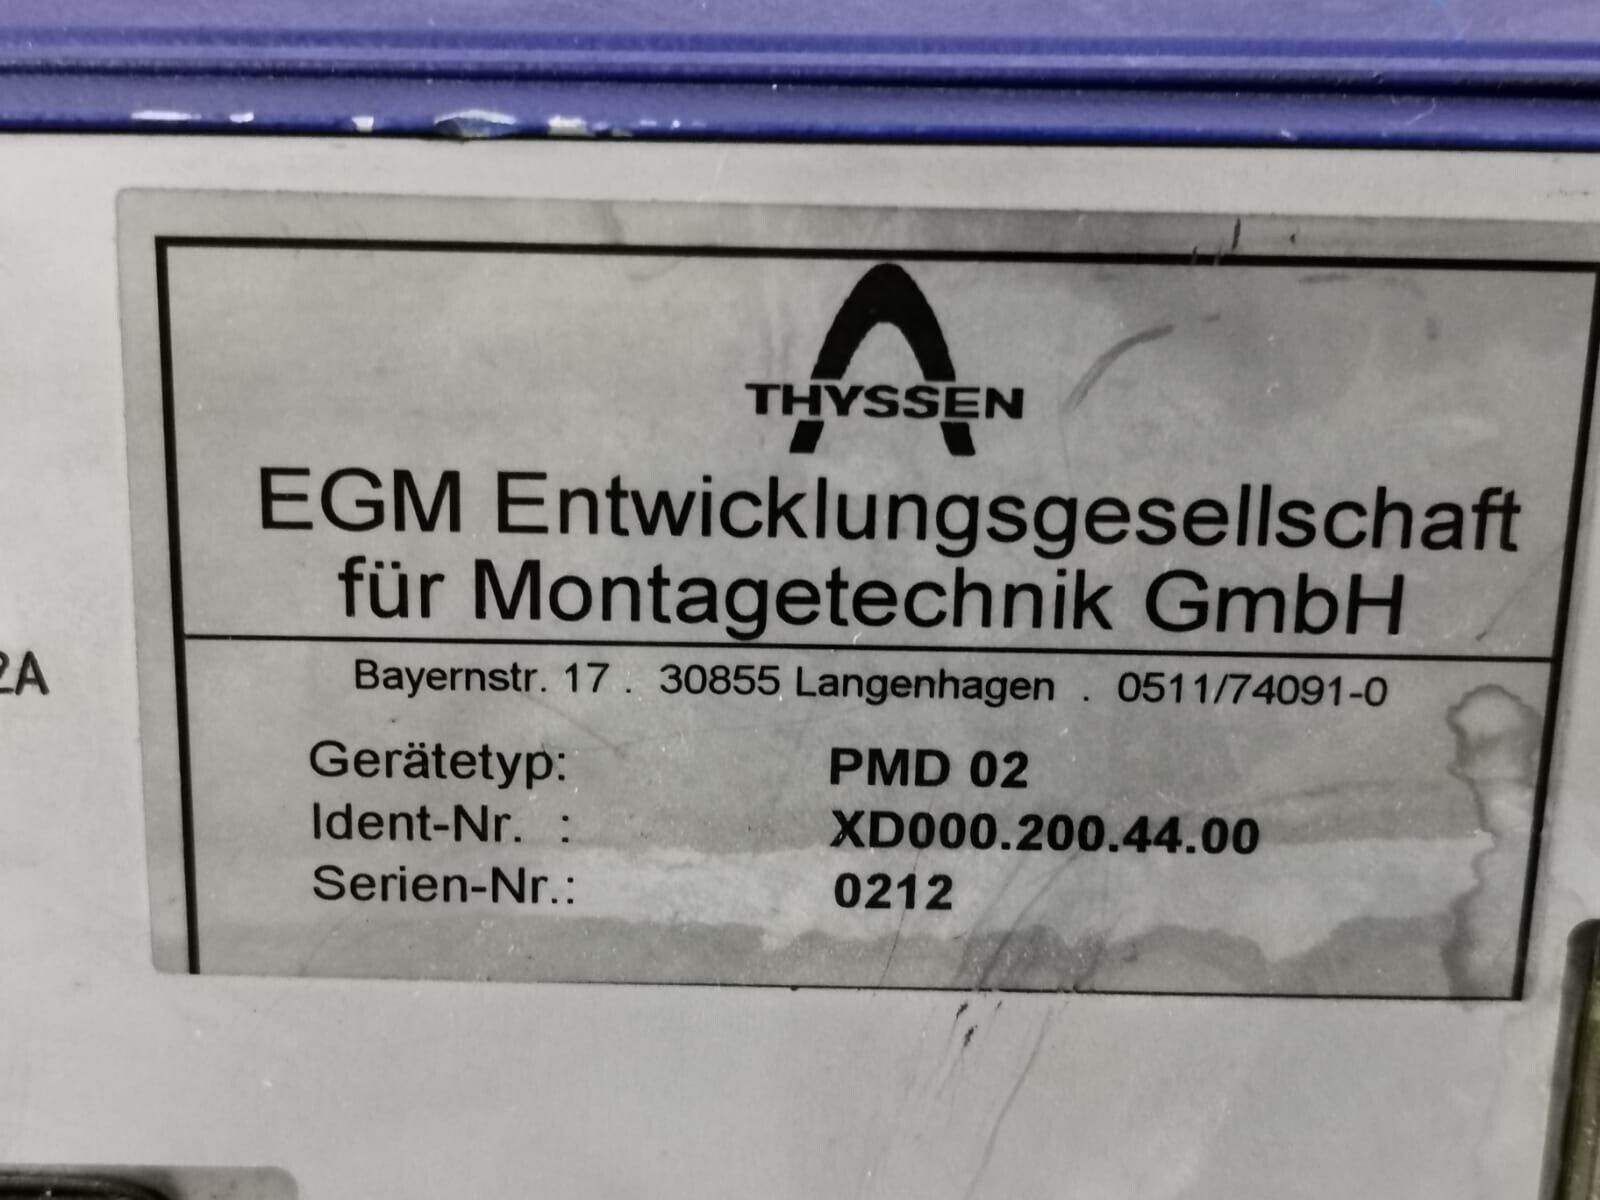 THYSSEN
EGM Entwicklungsgesellschaft
für Montagetechnik GmbH
Bayernstr. 17 . 30855 Langenhagen . 0511/74091-0
2A
Gerätetyp: PMD 02
Ident-Nr. : XD000.200.44.00
Serien-Nr.: 0212